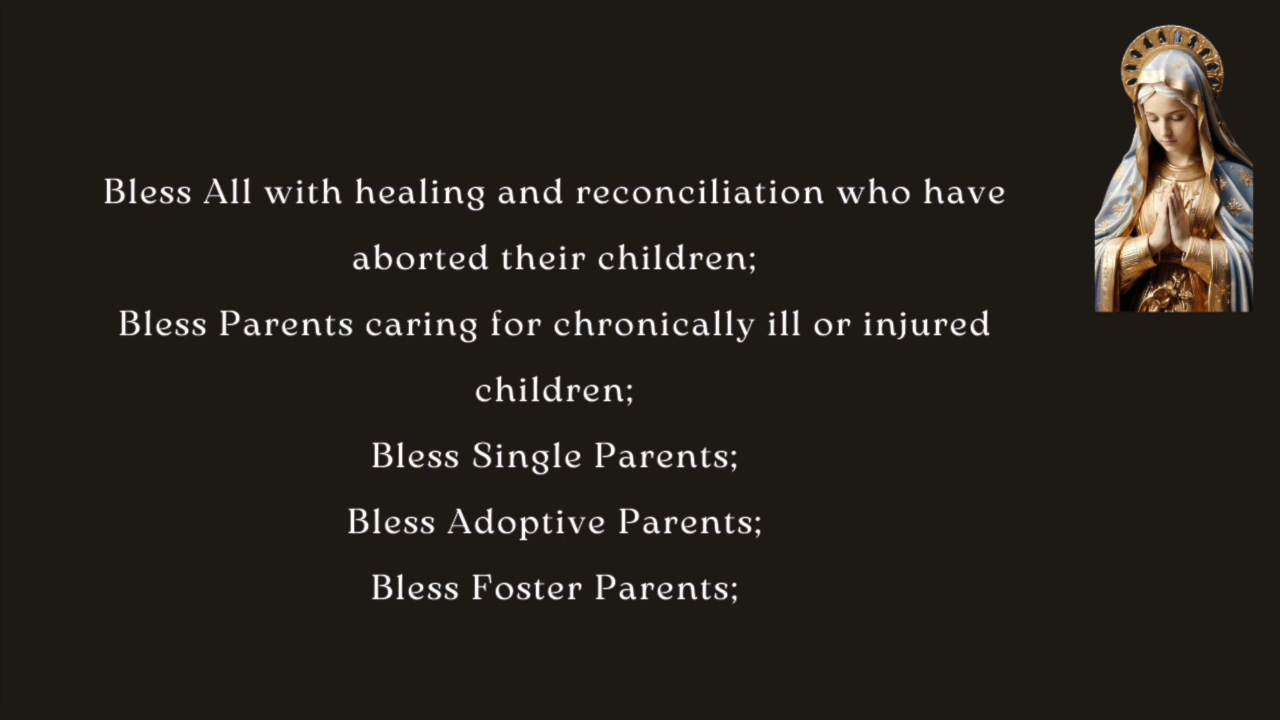 Bless All with healing and reconciliation who have
aborted their children;
Bless Parents caring for chronically ill or injured
children;
Bless Single Parents;
Bless Adoptive Parents;
Bless Foster Parents;